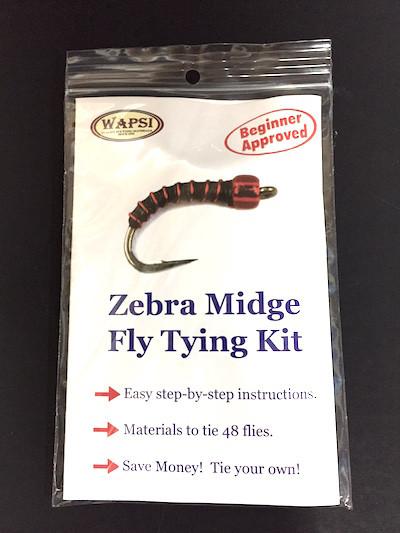 WAPSI
Beginner
Approved
Zebra Midge
Fly Tying Kit
Easy step-by-step instructions.
Materials to tie 48 flies.
Save Money! Tie your own!